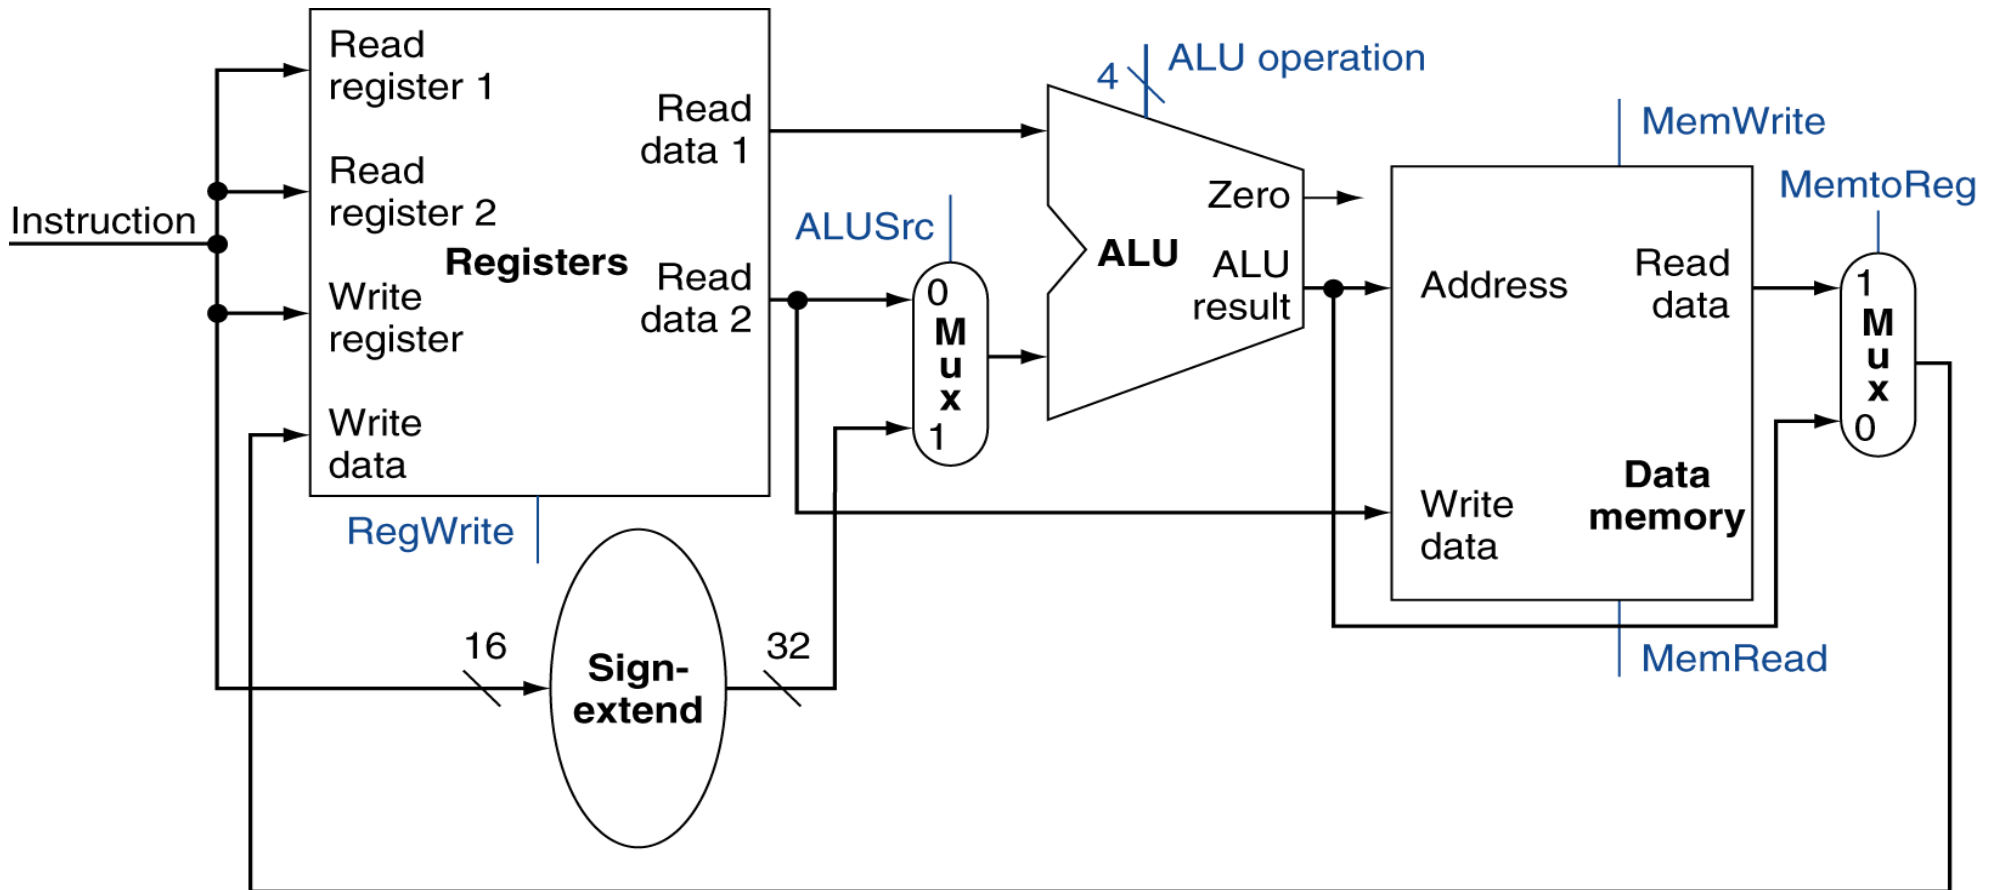 Instruction
Read
register 1
Read
register 2
Write
register
Write
data
Registers
Read
data 1
Read
data 2
RegWrite
16
Sign-
extend
32
ALUSrc
0
M
u
x
1
4
ALU operation
ALU
Zero
ALU
result
MemWrite
Address
Read
data
Write
data
Data
memory
MemRead
MemtoReg
1
M
u
x
0